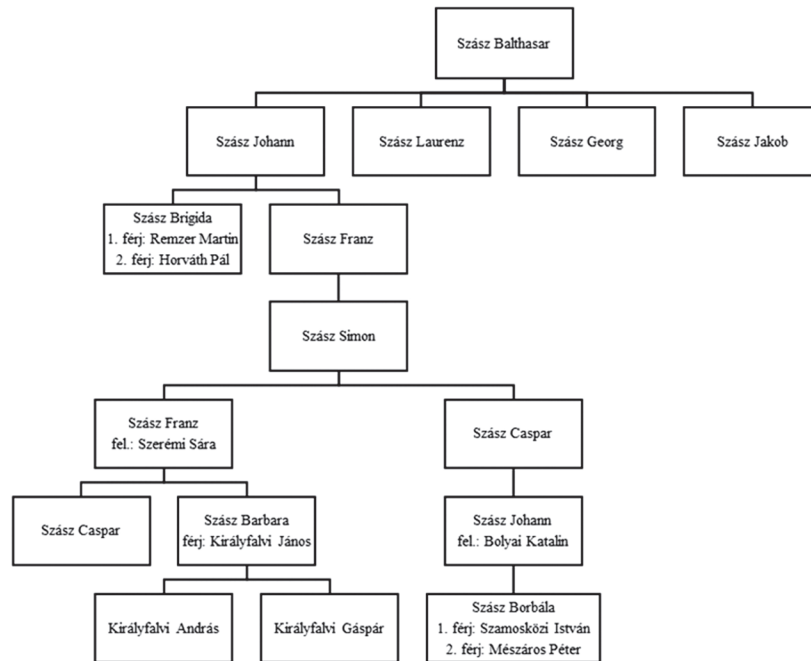 Szász Balthasar
Szász Johann
Szász Laurenz
Szász Georg
Szász Jakob
Szász Brigida
1. férj: Remzer Martin
2. férj: Horváth Pál
Szász Franz
Szász Simon
Szász Franz
fel.: Szerémi Sára
Szász Caspar
Szász Caspar
Szász Barbara
férj: Királyfalvi János
Szász Johann
fel.: Bolyai Katalin
Királyfalvi András
Királyfalvi Gáspár
Szász Borbála
1. férj: Szamosközi István
2. férj: Mészáros Péter